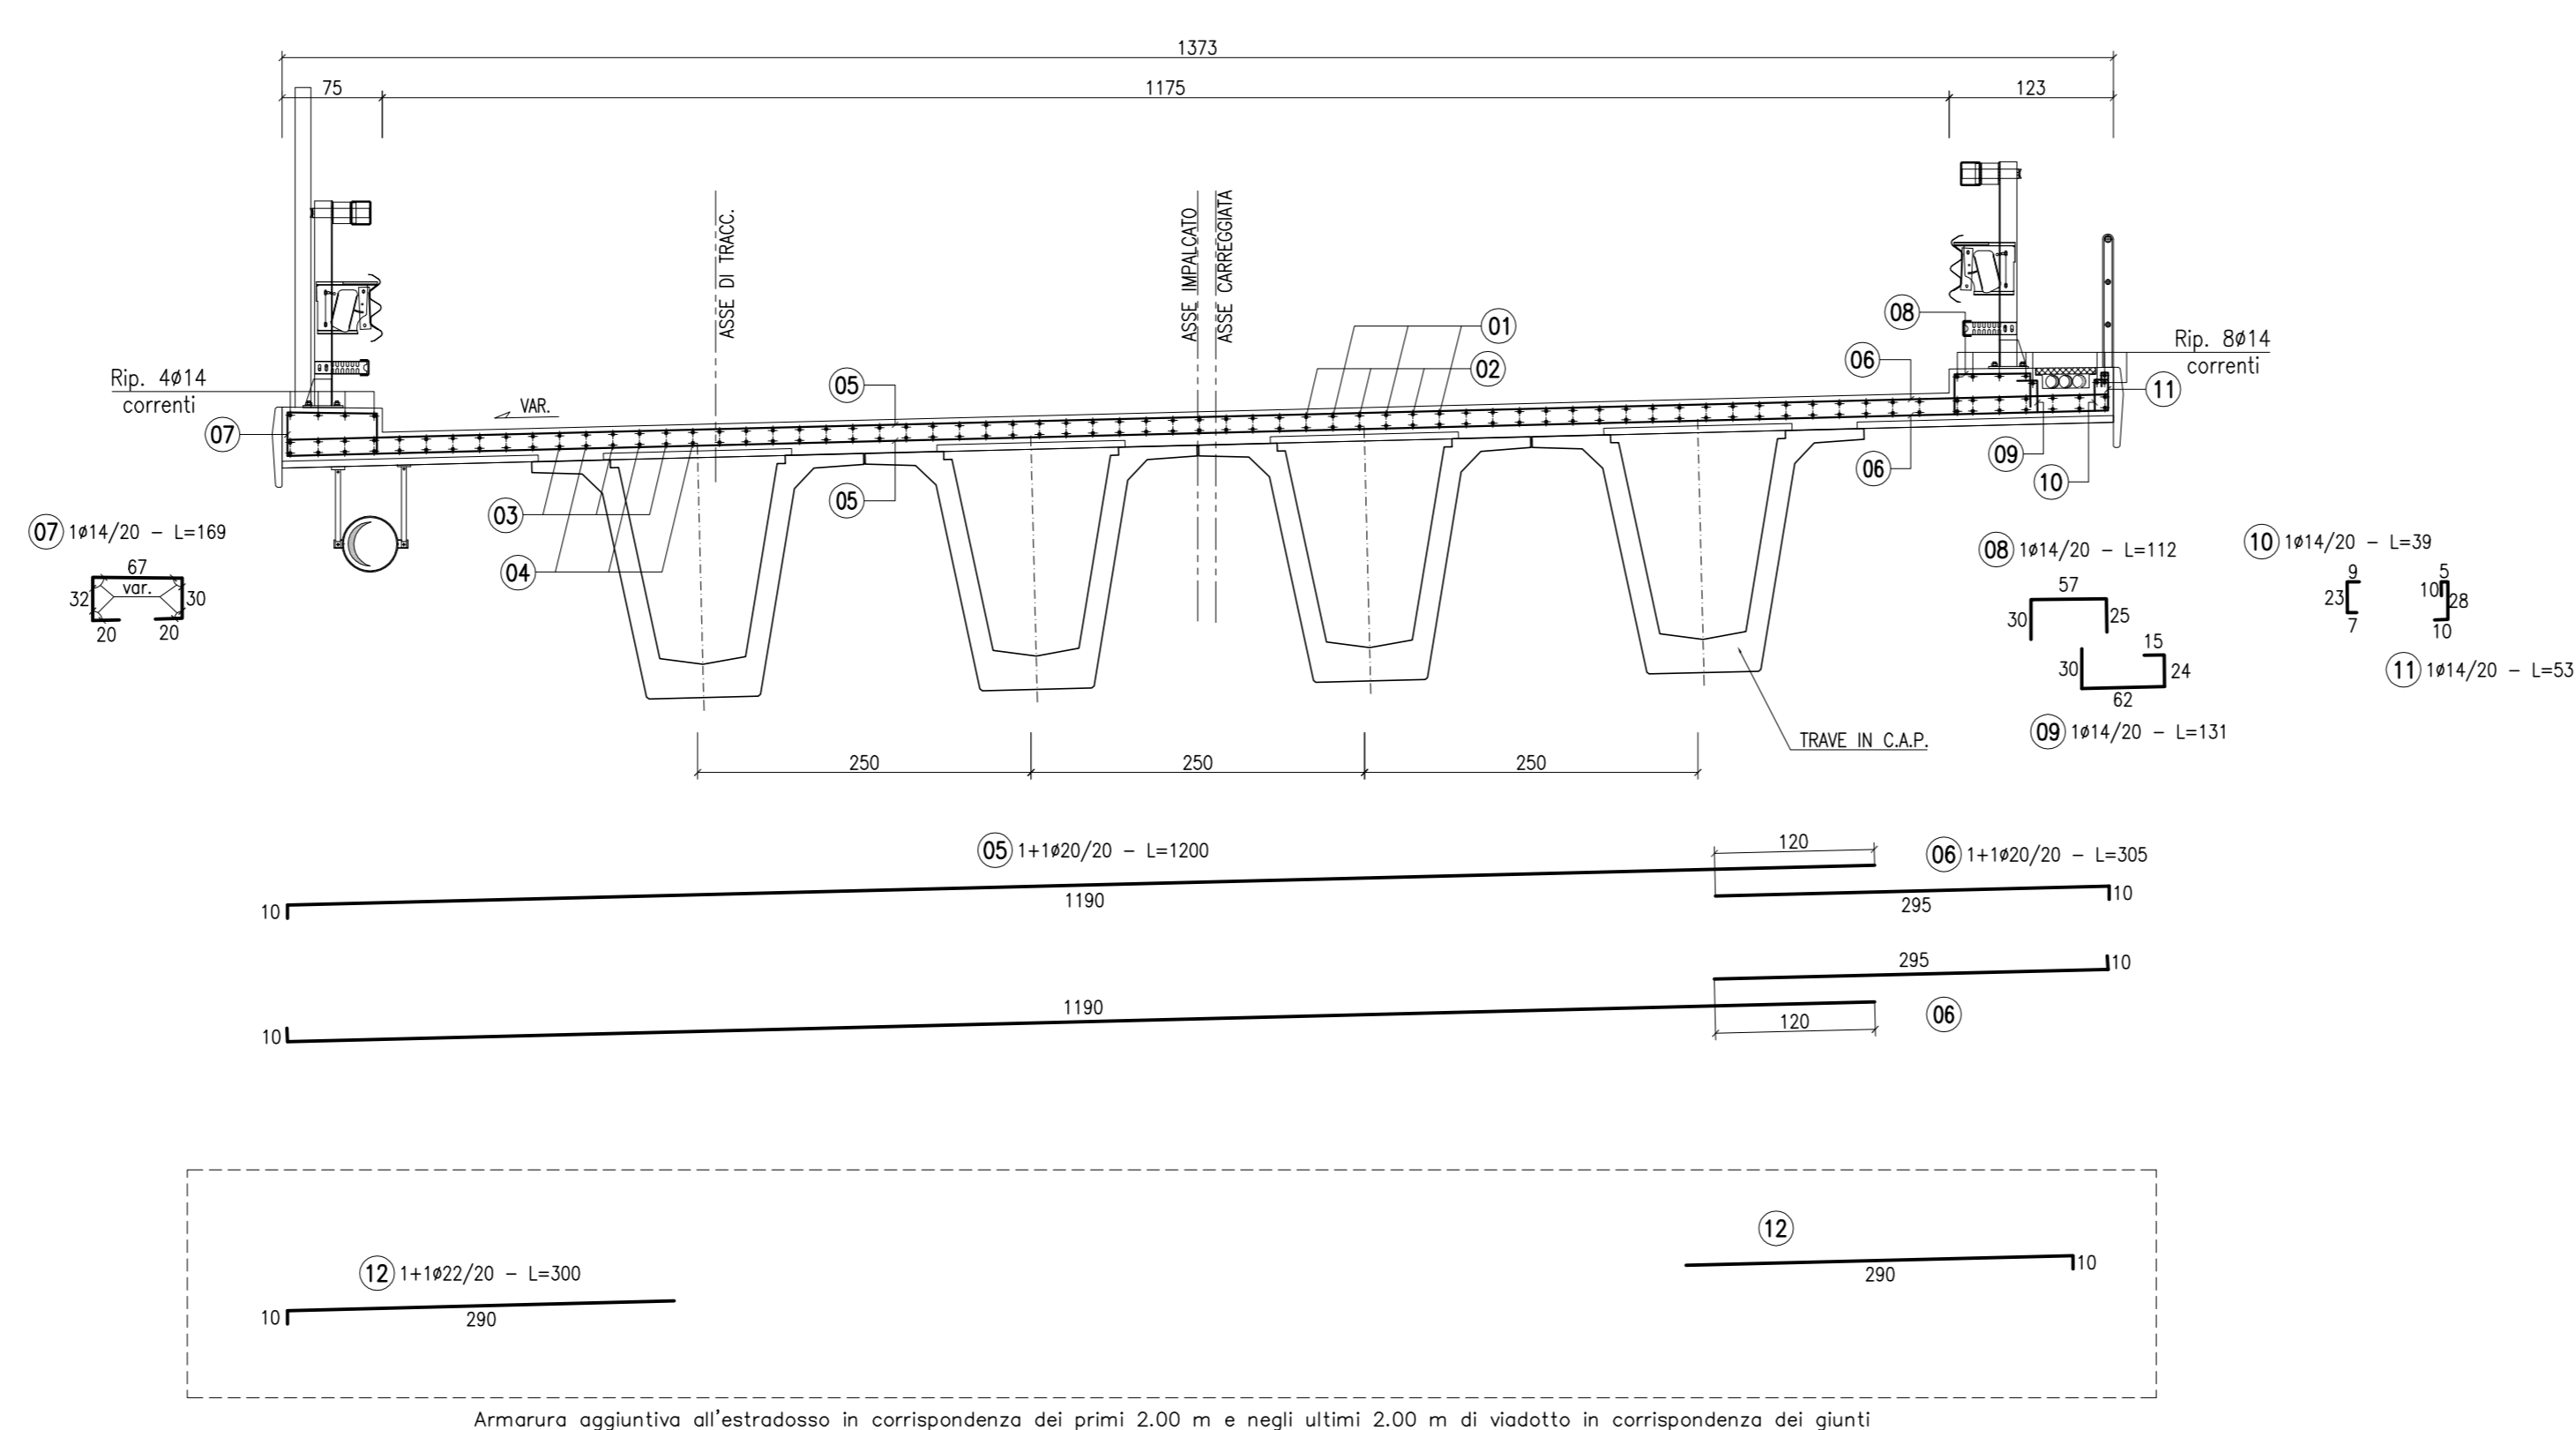 1373
75
1175
123
ASSE DI TRACC.
ASSE IMPALCATO
ASSE CARREGGIATA
01
02
08
06
05
Rip. 8ø14
correnti
Rip. 4ø14
correnti
VAR.
07
11
03
04
05
06
09
10
07 1ø14/20 - L=169
67
var.
32
30
20
20
08 1ø14/20 - L=112
57
30
25
15
30
24
62
09 1ø14/20 - L=131
10 1ø14/20 - L=39
9
23
7
5
10
28
10
11 1ø14/20 - L=53
TRAVE IN C.A.P.
250
250
250
05 1+1ø20/20 - L=1200
120
06 1+1ø20/20 - L=305
10
1190
295
10
295
10
1190
10
120
06
12
12 1+1ø22/20 - L=300
10
290
290
10
Armarura aggiuntiva all'estradosso in corrispondenza dei primi 2.00 m e negli ultimi 2.00 m di viadotto in corrispondenza dei giunti